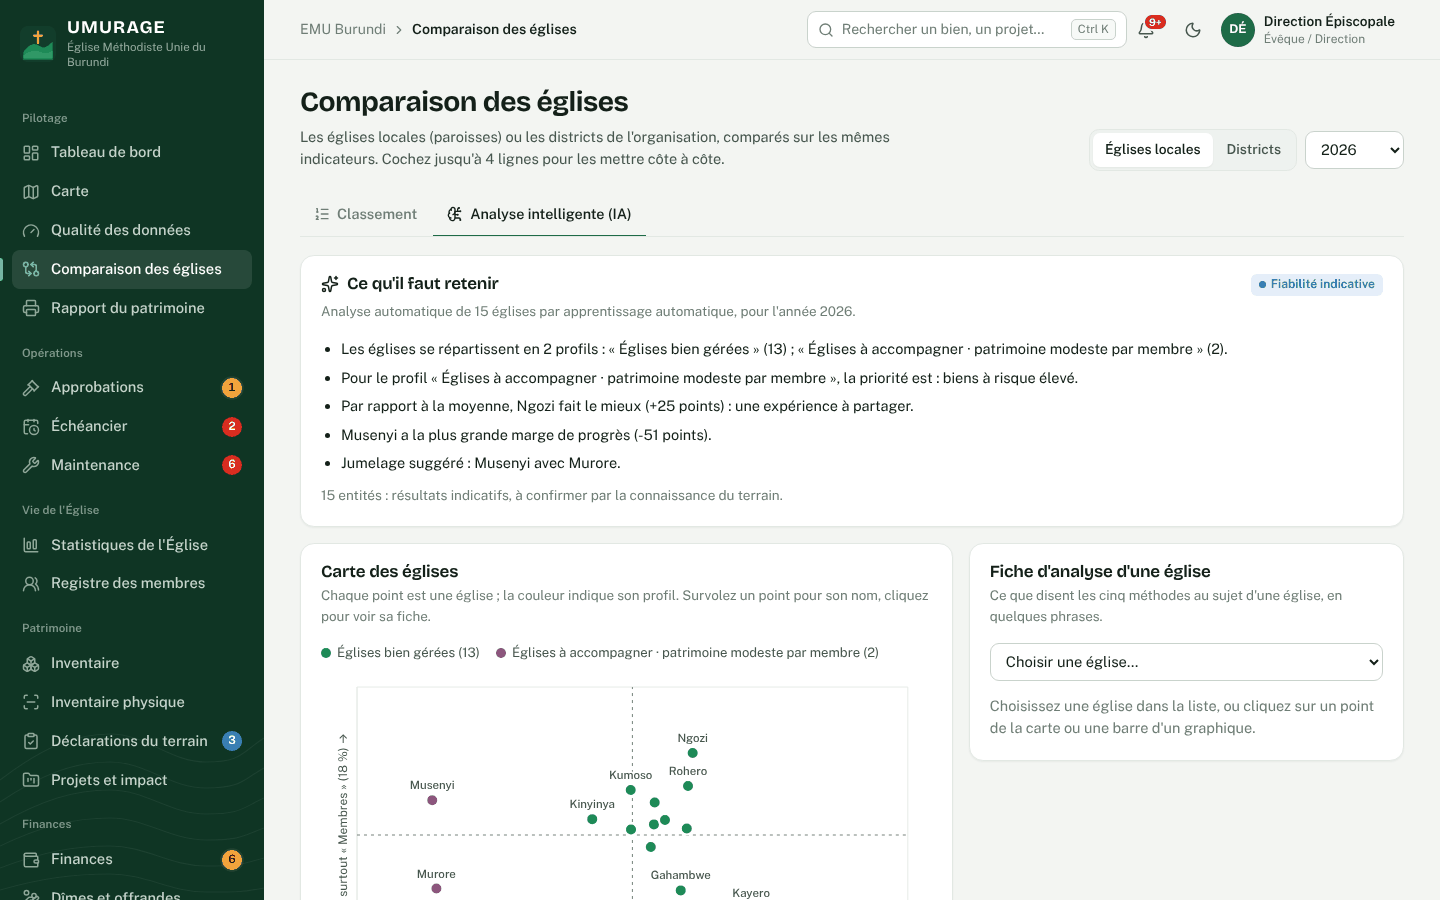 UMURAGE
Église Méthodiste Unie du
Burundi
Pilotage
Tableau de bord
Carte
Qualité des données
Comparaison des églises
Rapport du patrimoine
Opérations
Approbations 1
Échéancier 2
Maintenance 6
Vie de l'Église
Statistiques de l'Église
Registre des membres
Patrimoine
Inventaire
Inventaire physique
Déclarations du terrain 3
Projets et impact
Finances
Finances 6
Dîmes et offrandes
EMU Burundi > Comparaison des églises
Rechercher un bien, un projet... Ctrl K
9+
DÉ
Direction Épiscopale
Évêque / Direction
Comparaison des églises
Les églises locales (paroisses) ou les districts de l'organisation, comparés sur les mêmes
indicateurs. Cochez jusqu'à 4 lignes pour les mettre côte à côte.
Églises locales Districts 2026
Classement Analyse intelligente (IA)
Ce qu'il faut retenir
Fiabilité indicative
Analyse automatique de 15 églises par apprentissage automatique, pour l'année 2026.
• Les églises se répartissent en 2 profils : « Églises bien gérées » (13) ; « Églises à accompagner · patrimoine modeste par membre » (2).
• Pour le profil « Églises à accompagner · patrimoine modeste par membre », la priorité est : biens à risque élevé.
• Par rapport à la moyenne, Ngozi fait le mieux (+25 points) : une expérience à partager.
• Musenyi a la plus grande marge de progrès (-51 points).
• Jumelage suggéré : Musenyi avec Murore.
15 entités : résultats indicatifs, à confirmer par la connaissance du terrain.
Carte des églises
Chaque point est une église ; la couleur indique son profil. Survolez un point pour son nom, cliquez
pour voir sa fiche.
Églises bien gérées (13) Églises à accompagner · patrimoine modeste par membre (2)
surtout « Membres » (18 %) →
Ngozi
Kumoso
Rohero
Musenyi
Kinyinya
Murore
Gahambwe
Kayero
Fiche d'analyse d'une église
Ce que disent les cinq méthodes au sujet d'une église, en
quelques phrases.
Choisir une église...
Choisissez une église dans la liste, ou cliquez sur un point
de la carte ou une barre d'un graphique.